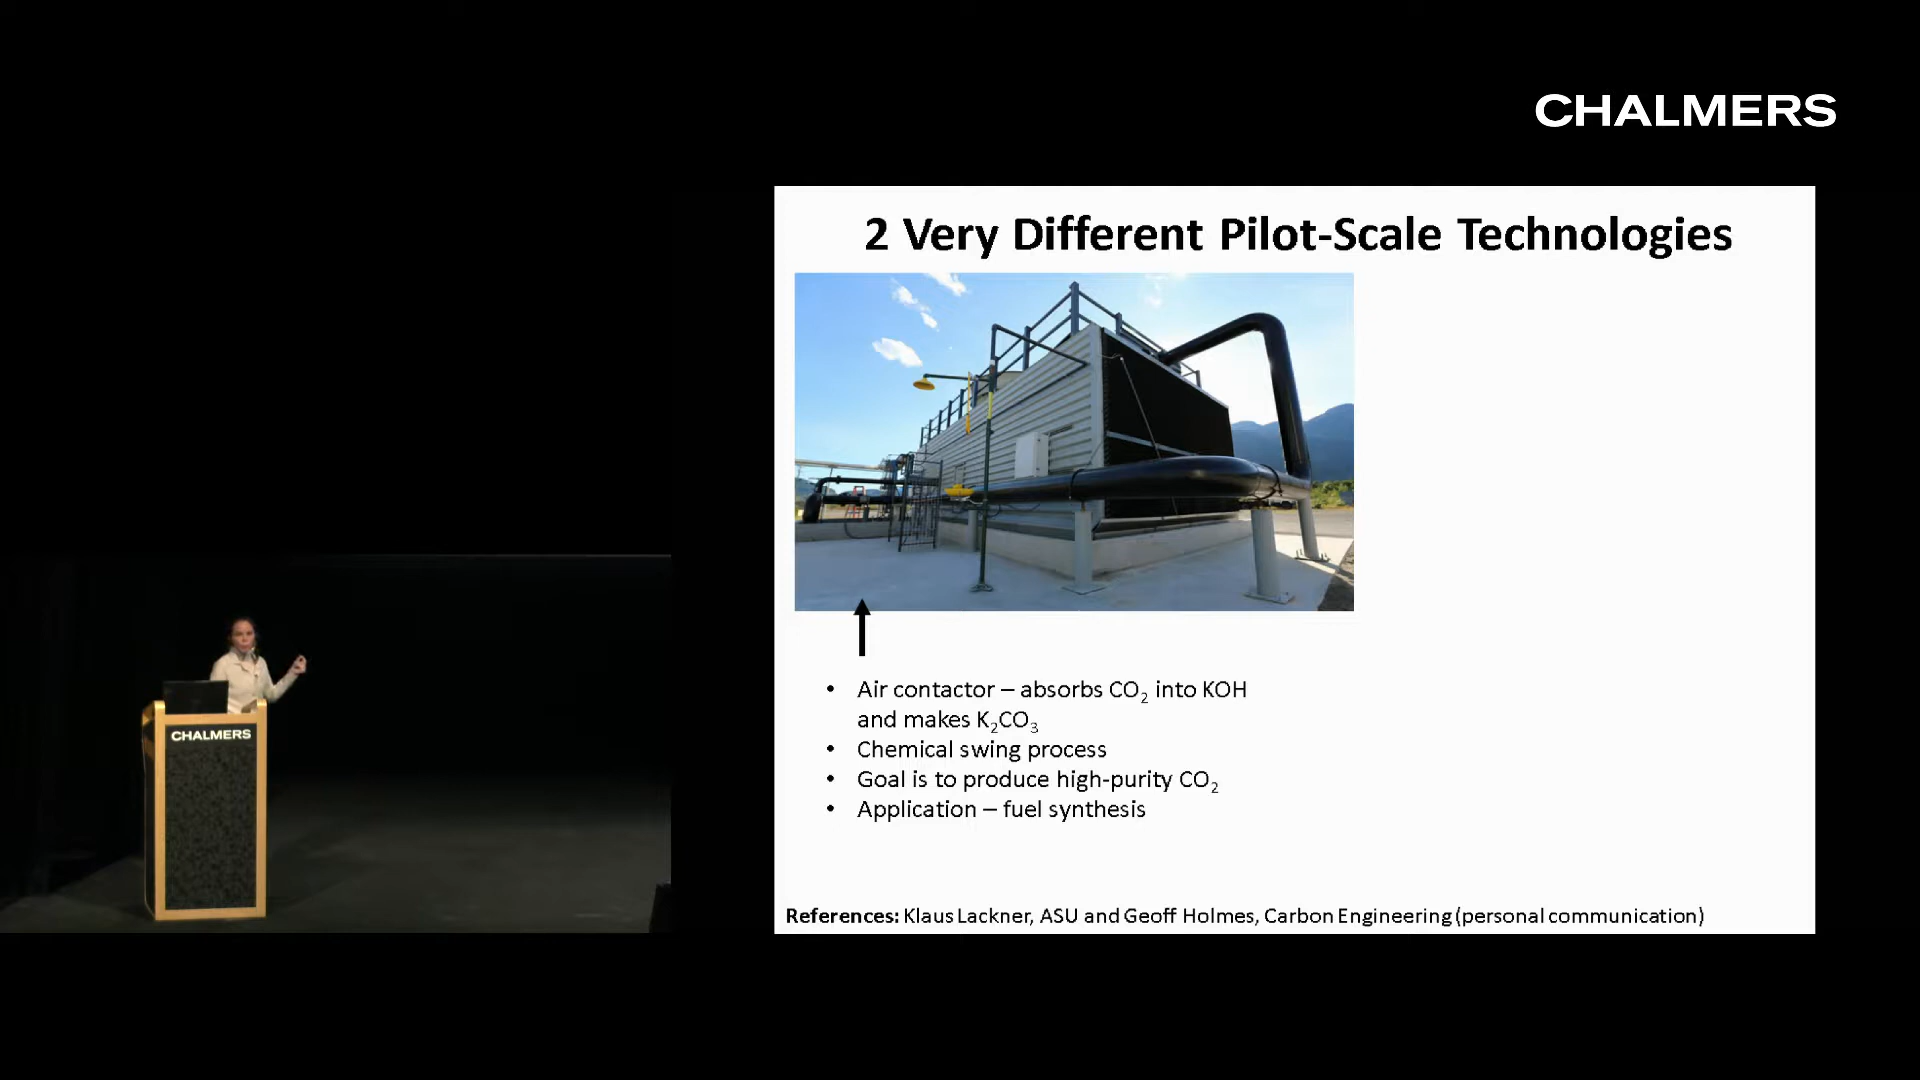 CHALMERS
2 Very Different Pilot-Scale Technologies
• Air contactor – absorbs CO₂ into KOH
and makes K₂CO₃
• Chemical swing process
• Goal is to produce high-purity CO₂
• Application – fuel synthesis
References: Klaus Lackner, ASU and Geoff Holmes, Carbon Engineering (personal communication)
CHALMERS